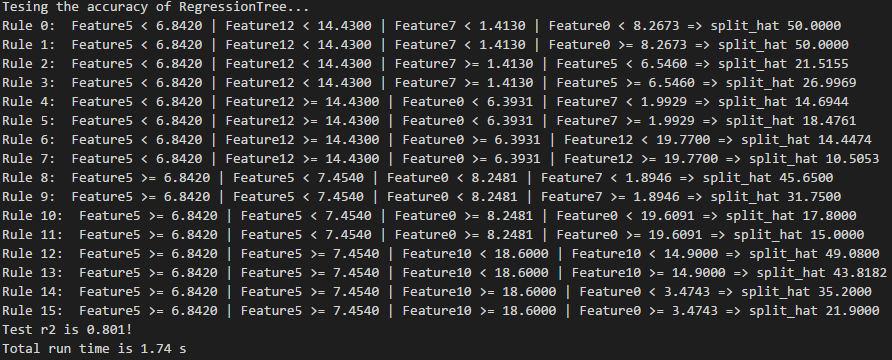 Tesing the accuracy of RegressionTree...
Rule 0:  Feature5 < 6.8420 | Feature12 < 14.4300 | Feature7 < 1.4130 | Feature0 < 8.2673 => split_hat 50.0000
Rule 1:  Feature5 < 6.8420 | Feature12 < 14.4300 | Feature7 < 1.4130 | Feature0 >= 8.2673 => split_hat 50.0000
Rule 2:  Feature5 < 6.8420 | Feature12 < 14.4300 | Feature7 >= 1.4130 | Feature5 < 6.5460 => split_hat 21.5155
Rule 3:  Feature5 < 6.8420 | Feature12 < 14.4300 | Feature7 >= 1.4130 | Feature5 >= 6.5460 => split_hat 26.9969
Rule 4:  Feature5 < 6.8420 | Feature12 >= 14.4300 | Feature0 < 6.3931 | Feature7 < 1.9929 => split_hat 14.6944
Rule 5:  Feature5 < 6.8420 | Feature12 >= 14.4300 | Feature0 < 6.3931 | Feature7 >= 1.9929 => split_hat 18.4761
Rule 6:  Feature5 < 6.8420 | Feature12 >= 14.4300 | Feature0 >= 6.3931 | Feature12 < 19.7700 => split_hat 14.4474
Rule 7:  Feature5 < 6.8420 | Feature12 >= 14.4300 | Feature0 >= 6.3931 | Feature12 >= 19.7700 => split_hat 10.5053
Rule 8:  Feature5 >= 6.8420 | Feature5 < 7.4540 | Feature0 < 8.2481 | Feature7 < 1.8946 => split_hat 45.6500
Rule 9:  Feature5 >= 6.8420 | Feature5 < 7.4540 | Feature0 < 8.2481 | Feature7 >= 1.8946 => split_hat 31.7500
Rule 10:  Feature5 >= 6.8420 | Feature5 < 7.4540 | Feature0 >= 8.2481 | Feature0 < 19.6091 => split_hat 17.8000
Rule 11:  Feature5 >= 6.8420 | Feature5 < 7.4540 | Feature0 >= 8.2481 | Feature0 >= 19.6091 => split_hat 15.0000
Rule 12:  Feature5 >= 6.8420 | Feature5 >= 7.4540 | Feature10 < 18.6000 | Feature10 < 14.9000 => split_hat 49.0800
Rule 13:  Feature5 >= 6.8420 | Feature5 >= 7.4540 | Feature10 < 18.6000 | Feature10 >= 14.9000 => split_hat 43.8182
Rule 14:  Feature5 >= 6.8420 | Feature5 >= 7.4540 | Feature10 >= 18.6000 | Feature0 < 3.4743 => split_hat 35.2000
Rule 15:  Feature5 >= 6.8420 | Feature5 >= 7.4540 | Feature10 >= 18.6000 | Feature0 >= 3.4743 => split_hat 21.9000
Test r2 is 0.801!
Total run time is 1.74 s